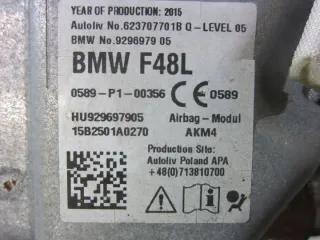 YEAR OF PRODUCTION: 2015
Autoliv No.623707701B Q-LEVEL 05
BMW No.9296979 05
BMW F48L
0589-P1-00356 CE 0589
HU929697905 Airbag-Modul
15B2501A0270 AKM4
Production Site:
Autoliv Poland APA
+48(0)713810700